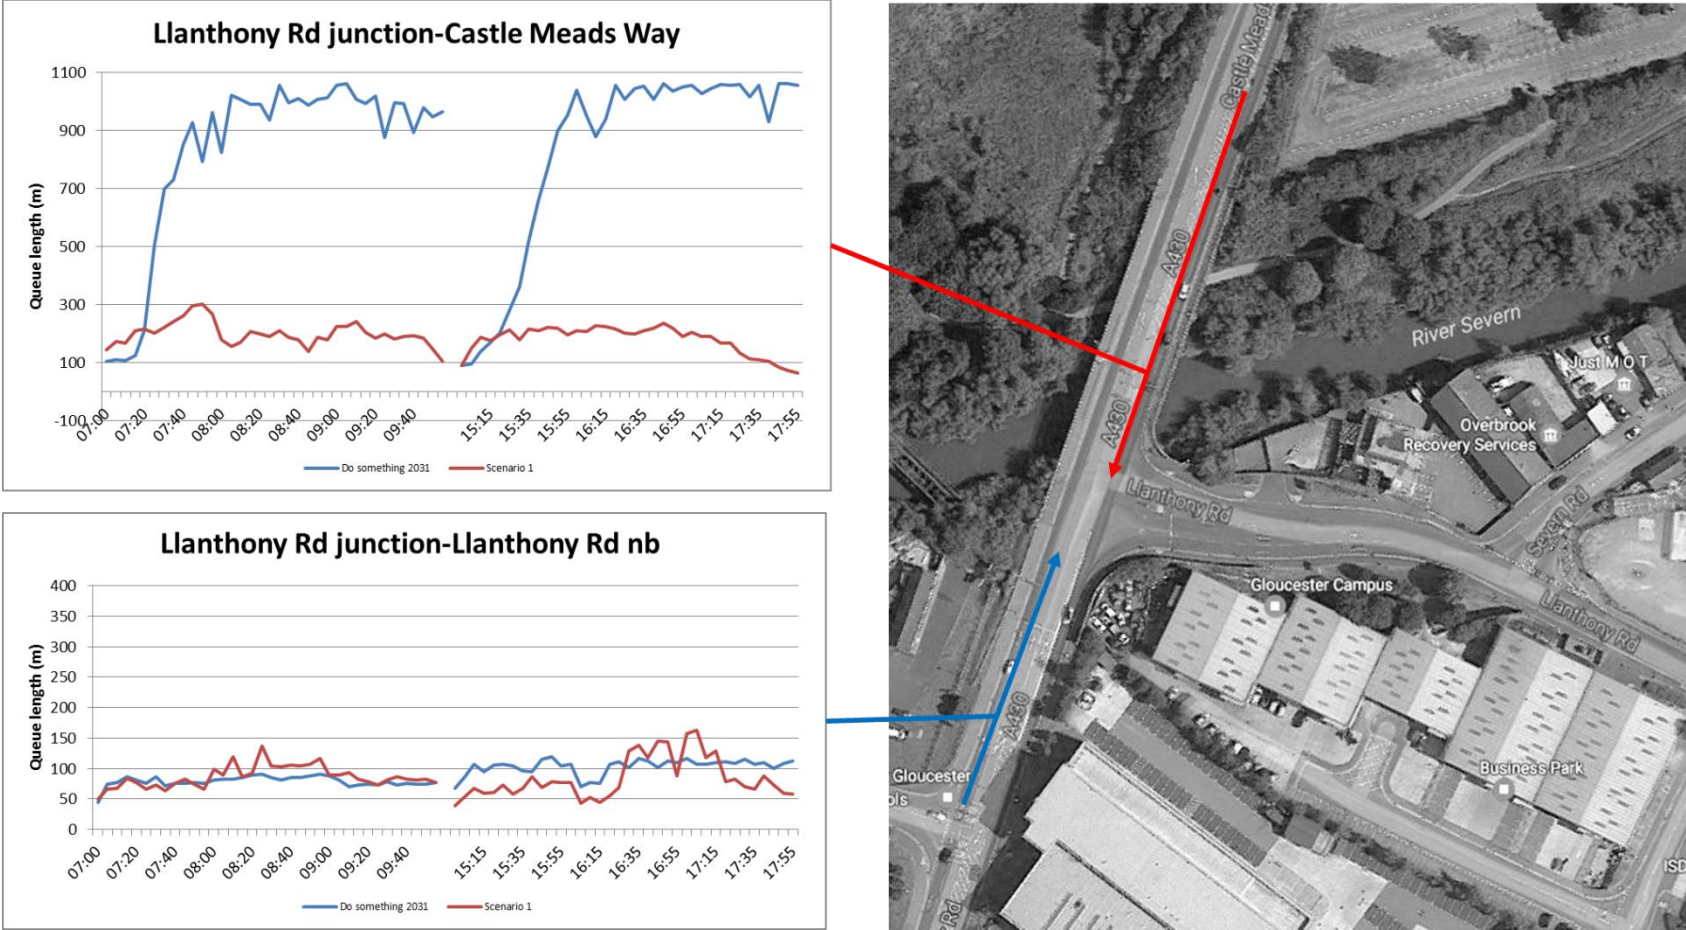 Llanthony Rd junction-Castle Meads Way
Queue length (m)
1100
900
700
500
300
100
-100
07:00
07:20
07:40
08:00
08:20
08:40
09:00
09:20
09:40
15:15
15:35
15:55
16:15
16:35
16:55
17:15
17:35
17:55
Do something 2031
Scenario 1
Llanthony Rd junction-Llanthony Rd nb
Queue length (m)
400
350
300
250
200
150
100
50
0
07:00
07:20
07:40
08:00
08:20
08:40
09:00
09:20
09:40
15:15
15:35
15:55
16:15
16:35
16:55
17:15
17:35
17:55
Do something 2031
Scenario 1
Castle Mead
A430
River Severn
Just M O T
A430
Overbrook
Recovery Services
Llanthony Rd
Severn Rd
Gloucester Campus
Llanthony Rd
A430
Gloucester
ols
Business Park
ISD
Rd